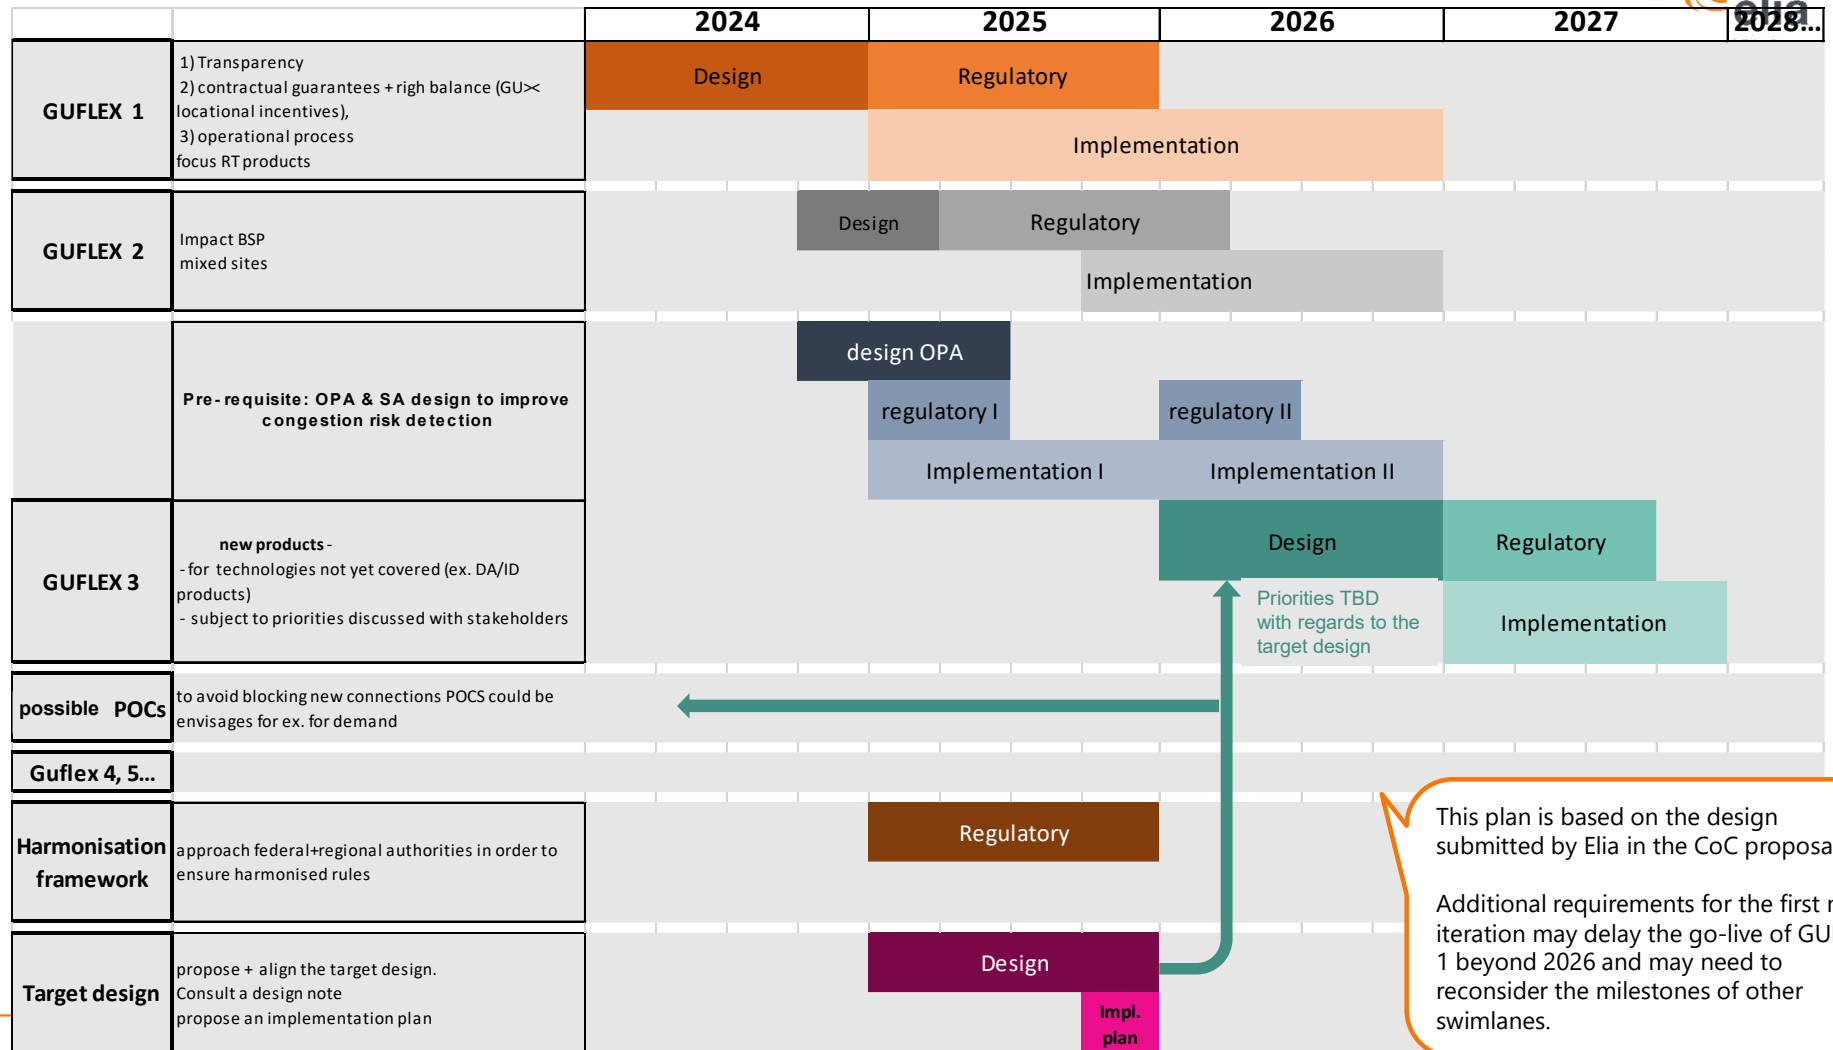 elia
2024 2025 2026 2027 2028...
GUFLEX 1
1) Transparency
2) contractual guarantees + righ balance (GU><
locational incentives),
3) operational process
focus RT products
Design
Regulatory
Implementation
GUFLEX 2
Impact BSP
mixed sites
Design
Regulatory
Implementation
Pre-requisite: OPA & SA design to improve
congestion risk detection
design OPA
regulatory I
regulatory II
Implementation I
Implementation II
GUFLEX 3
new products -
- for technologies not yet covered (ex. DA/ID
products)
- subject to priorities discussed with stakeholders
Design
Regulatory
Priorities TBD
with regards to the
target design
Implementation
possible POCs
to avoid blocking new connections POCS could be
envisages for ex. for demand
Guflex 4, 5...
Harmonisation
framework
approach federal+regional authorities in order to
ensure harmonised rules
Regulatory
Target design
propose + align the target design.
Consult a design note
propose an implementation plan
Design
Impl.
plan
This plan is based on the design
submitted by Elia in the CoC proposa
Additional requirements for the first
iteration may delay the go-live of GU
1 beyond 2026 and may need to
reconsider the milestones of other
swimlanes.